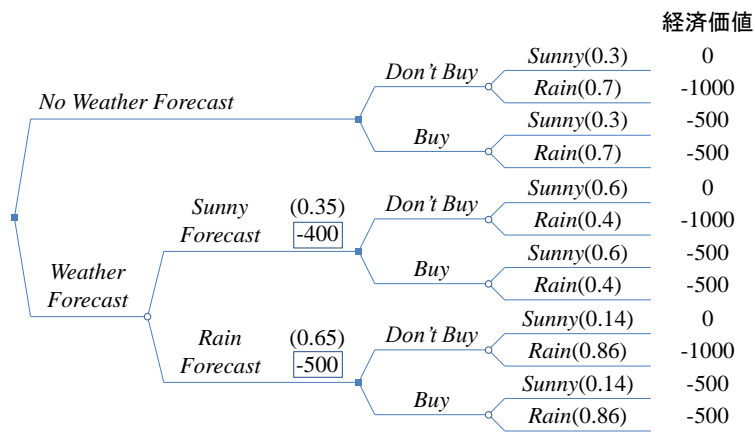 経済価値
Sunny(0.3) 0
Don't Buy
Rain(0.7) -1000
No Weather Forecast
Sunny(0.3) -500
Buy
Rain(0.7) -500
Sunny(0.6) 0
Sunny (0.35) Don't Buy
Rain(0.4) -1000
Forecast -400
Sunny(0.6) -500
Weather Buy
Forecast
Rain(0.4) -500
Sunny(0.14) 0
Rain (0.65) Don't Buy
Rain(0.86) -1000
Forecast -500
Sunny(0.14) -500
Buy
Rain(0.86) -500